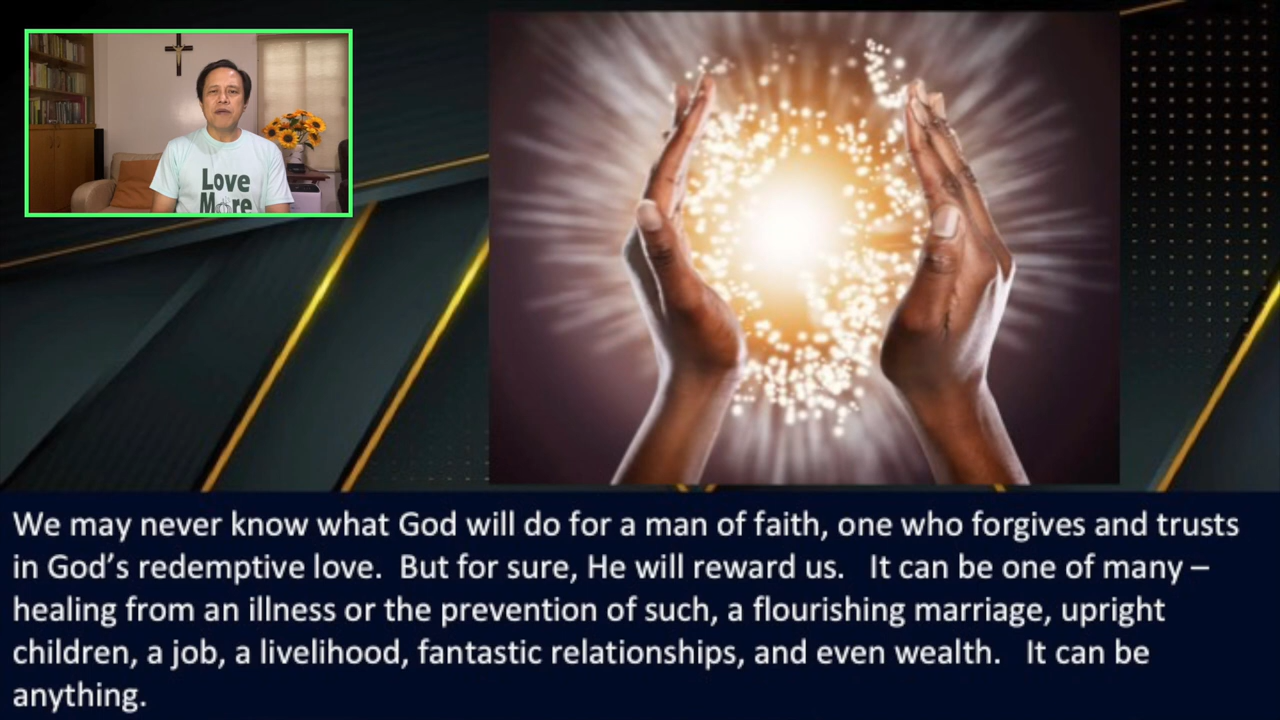 Love
More
We may never know what God will do for a man of faith, one who forgives and trusts
in God’s redemptive love.  But for sure, He will reward us.   It can be one of many –
healing from an illness or the prevention of such, a flourishing marriage, upright
children, a job, a livelihood, fantastic relationships, and even wealth.   It can be
anything.